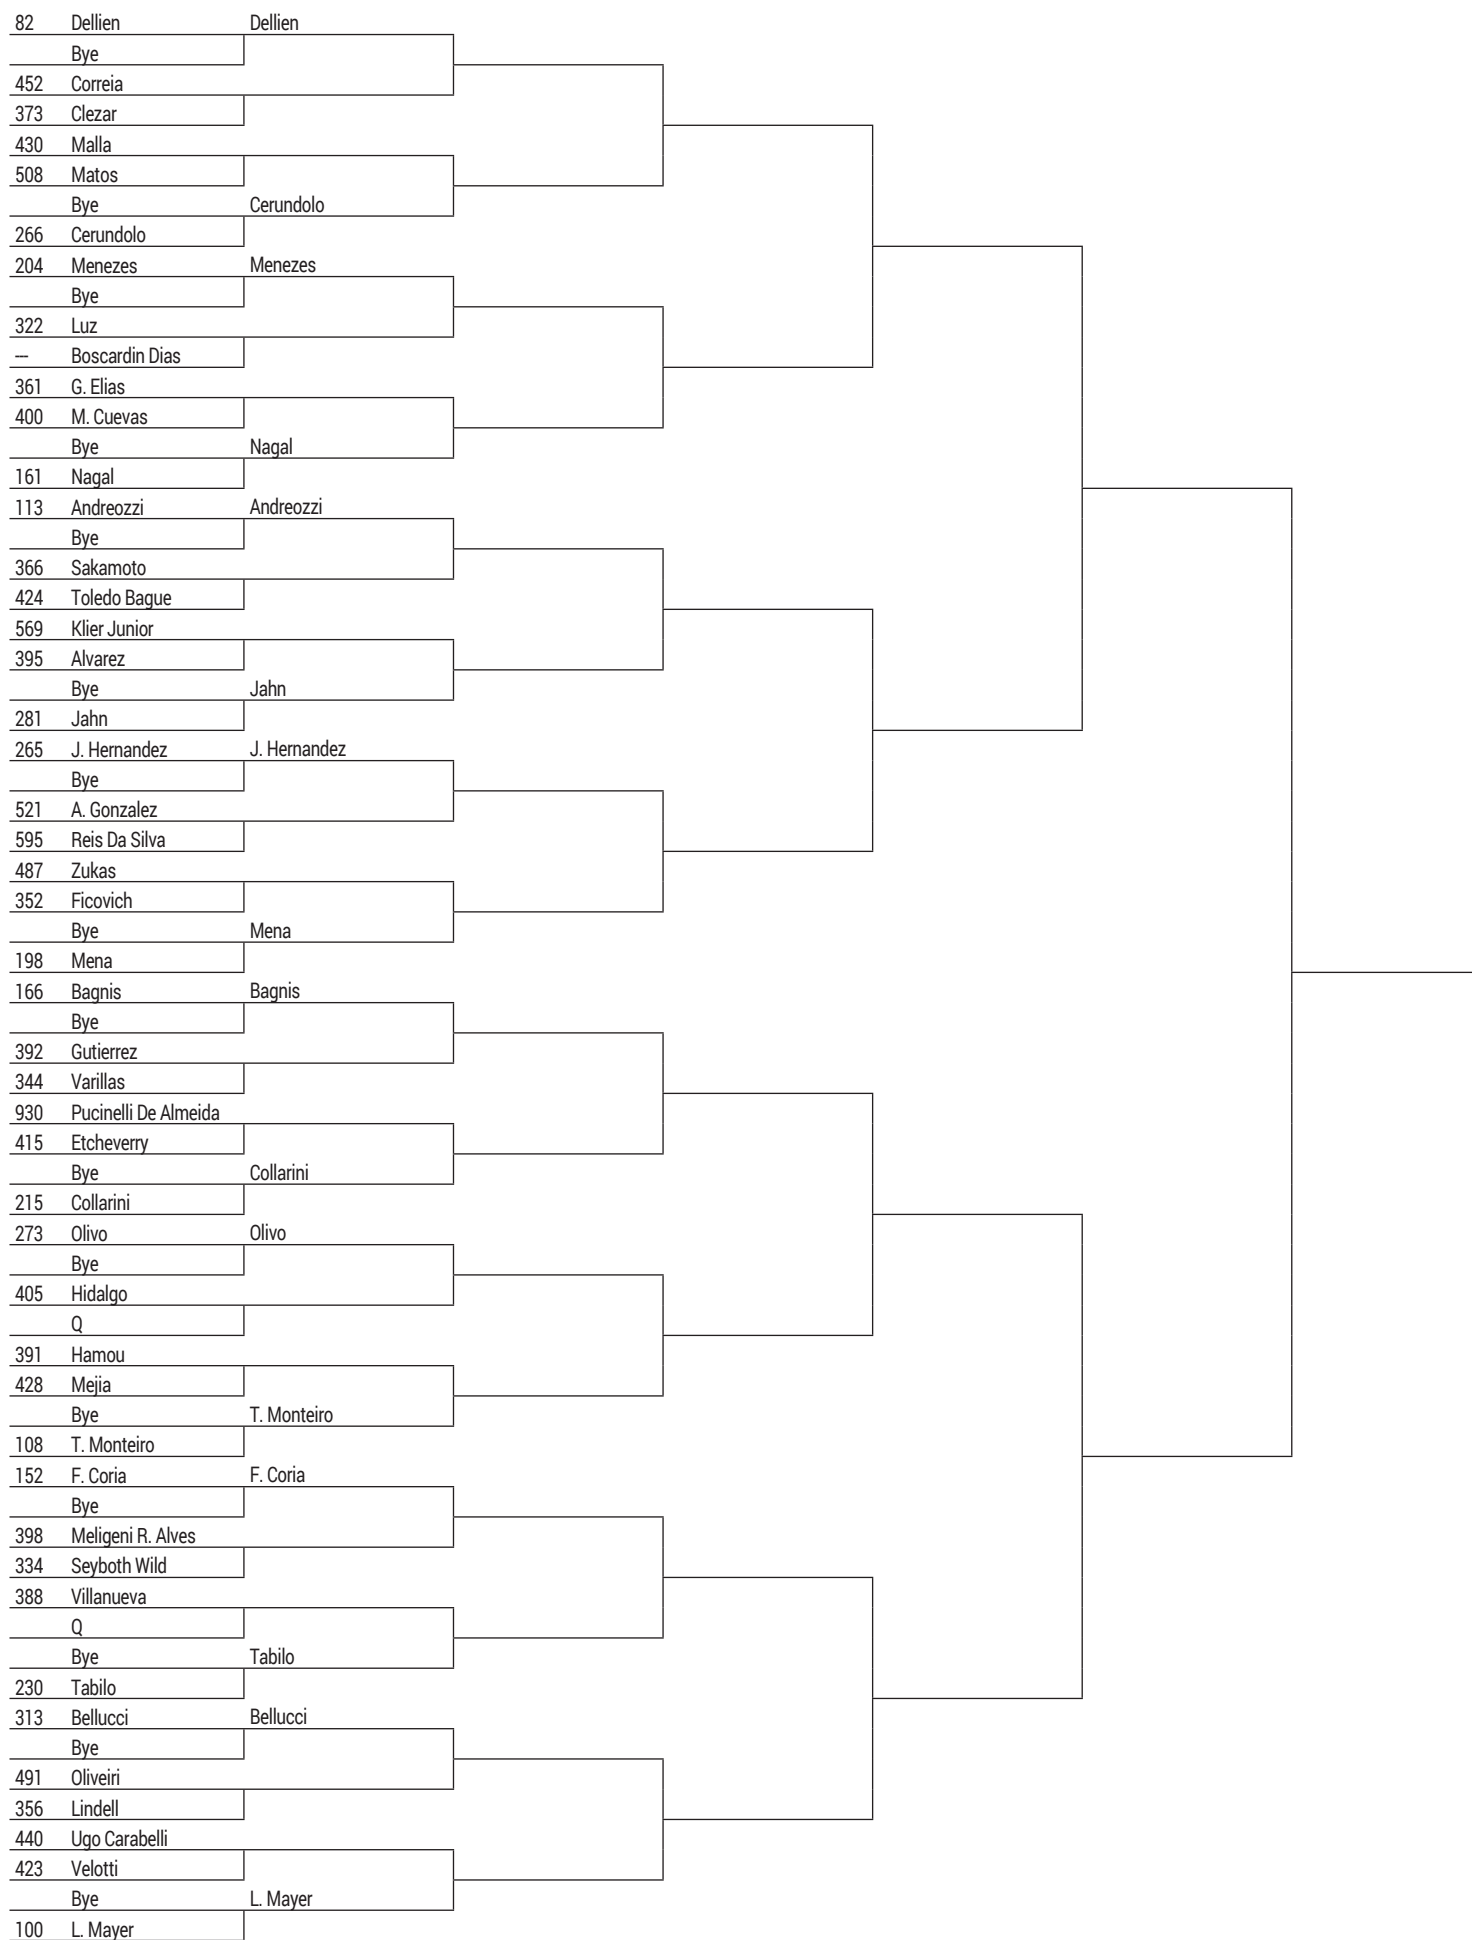 82 Dellien Dellien
Bye
452 Correia
373 Clezar
430 Malla
508 Matos
Bye Cerundolo
266 Cerundolo
204 Menezes Menezes
Bye
322 Luz
--- Boscardin Dias
361 G. Elias
400 M. Cuevas
Bye Nagal
161 Nagal
113 Andreozzi Andreozzi
Bye
366 Sakamoto
424 Toledo Bague
569 Klier Junior
395 Alvarez
Bye Jahn
281 Jahn
265 J. Hernandez J. Hernandez
Bye
521 A. Gonzalez
595 Reis Da Silva
487 Zukas
352 Ficovich
Bye Mena
198 Mena
166 Bagnis Bagnis
Bye
392 Gutierrez
344 Varillas
930 Pucinelli De Almeida
415 Etcheverry
Bye Collarini
215 Collarini
273 Olivo Olivo
Bye
405 Hidalgo
Q
391 Hamou
428 Mejia
Bye T. Monteiro
108 T. Monteiro
152 F. Coria F. Coria
Bye
398 Meligeni R. Alves
334 Seyboth Wild
388 Villanueva
Q
Bye Tabilo
230 Tabilo
313 Bellucci Bellucci
Bye
491 Oliveiri
356 Lindell
440 Ugo Carabelli
423 Velotti
Bye L. Mayer
100 L. Mayer